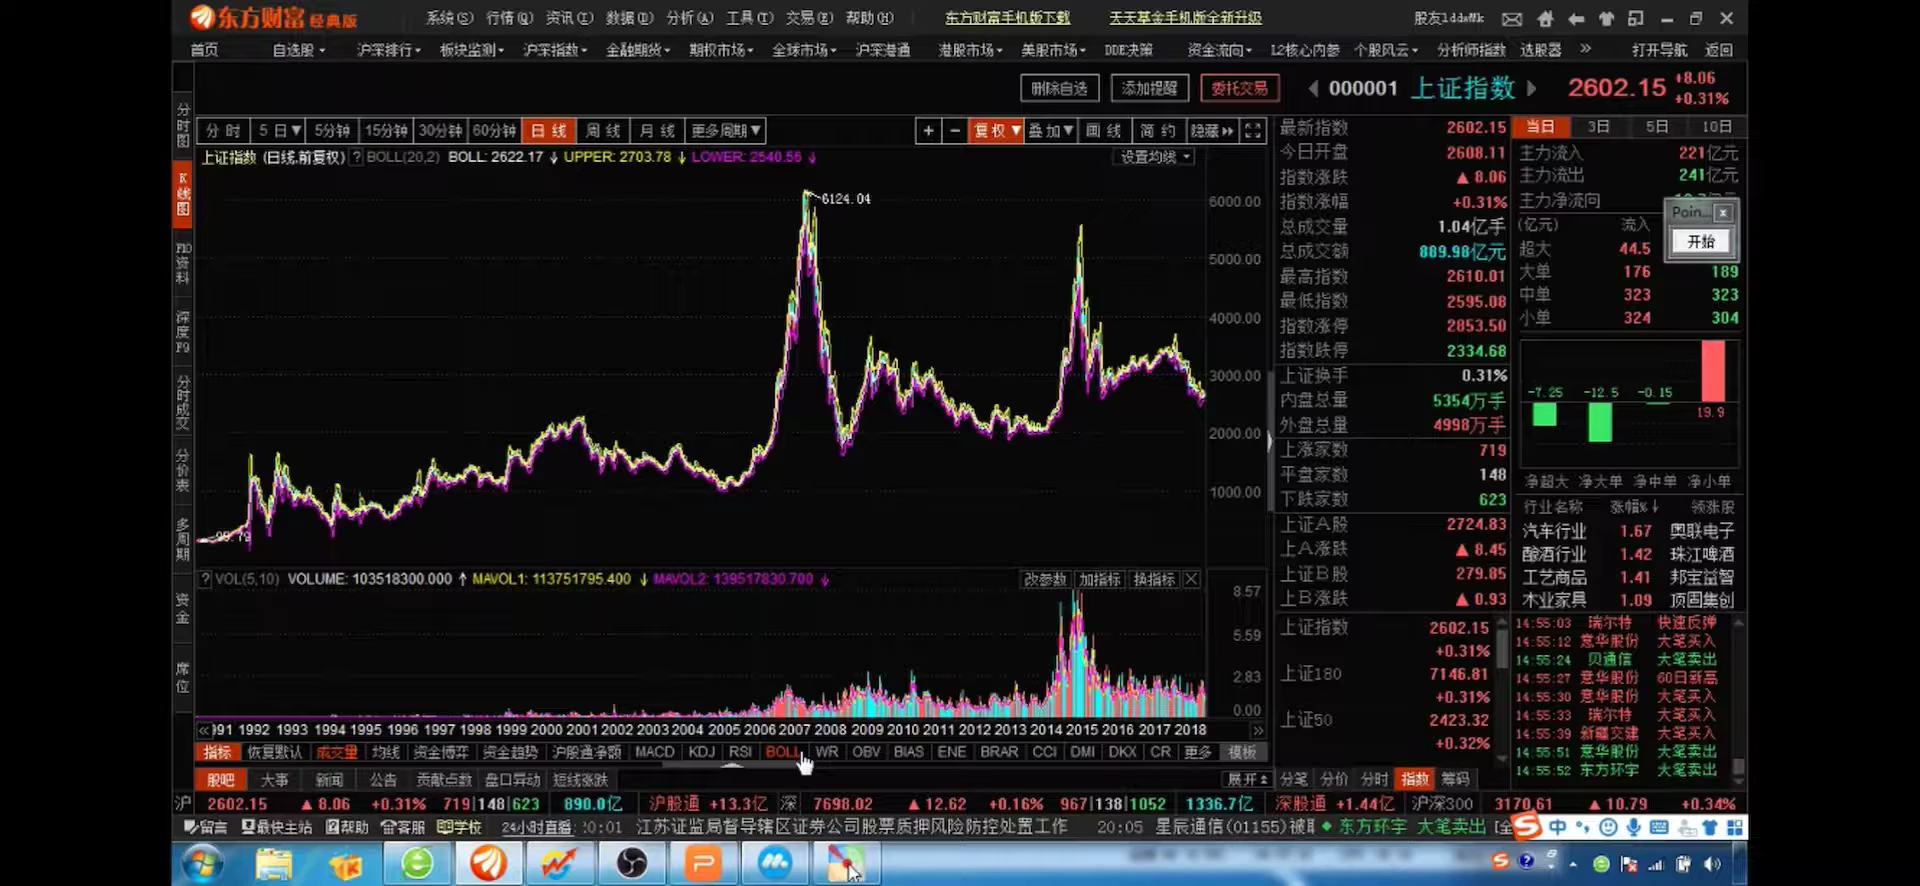 东方财富 经典版 系统(S) 行情(Q) 资讯(I) 数据(D) 分析(A) 工具(T) 交易(E) 帮助(H) 东方财富手机版下载 天天基金手机版全新升级
首页 自选股 沪深排行 板块监测 沪深指数 金融期货 期权市场 全球市场 沪深港通 港股市场 美股市场 DDE决策 资金流向 L2核心内参 个股风云 分析师指数 选股器 » 打开导航 返回
删除自选 添加提醒 委托交易 000001 上证指数 2602.15 +8.06
+0.31%
分时 5日 5分钟 15分钟 30分钟 60分钟 日线 周线 月线 更多周期 + - 复权 叠加 画线 简约 隐藏
上证指数 (日线,前复权) ? BOLL(20,2) BOLL: 2622.17 ↓ UPPER: 2703.78 ↓ LOWER: 2540.56 ↓ 设置均线
分时图
K线图
F10资料
深度F9
分时成交
分价表
多周期
资金
席位
6124.04
6000.00
5000.00
4000.00
3000.00
2000.00
1000.00
? VOL(5,10) VOLUME: 103518300.000 ↑ MAVOL1: 113751795.400 ↓ MAVOL2: 139517830.700 ↓ 改参数 加指标 换指标
8.57
5.59
2.83
0.00
1992 1993 1994 1995 1996 1997 1998 1999 2000 2001 2002 2003 2004 2005 2006 2007 2008 2009 2010 2011 2012 2013 2014 2015 2016 2017 2018
指标 恢复默认 成交量 均线 资金博弈 资金趋势 沪股通净额 MACD KDJ RSI BOLL WR OBV BIAS ENE BRAR CCI DMI DKX CR 更多 模板
股吧 大事 新闻 公告 贡献点数 盘口异动 短线涨跌 展开
最新指数 2602.15
今日开盘 2608.11
指数涨跌 ▲ 8.06
指数涨幅 +0.31%
总成交量 1.04亿手
总成交额 889.98亿元
最高指数 2610.01
最低指数 2595.08
指数涨停 2853.50
指数跌停 2334.68
上证换手 0.31%
内盘总量 5354万手
外盘总量 4998万手
上涨家数 719
平盘家数 148
下跌家数 623
上证A股 2724.83
上A涨跌 ▲ 8.45
上证B股 279.85
上B涨跌 ▲ 0.93
上证指数 2602.15
+0.31%
上证180 7146.81
+0.31%
上证50 2423.32
+0.32%
分笔 分价 分时 指数 筹码
当日 3日 5日 10日
主力流入 221亿元
主力流出 241亿元
主力净流向
(亿元) 流入
超大 44.5
大单 176 189
中单 323 323
小单 324 304
Poin...
开始
-7.25 -12.5 -0.15 19.9
净超大 净大单 净中单 净小单
行业名称 涨幅%↓ 领涨股
汽车行业 1.67 奥联电子
酿酒行业 1.42 珠江啤酒
工艺商品 1.41 邦宝益智
木业家具 1.09 顶固集创
14:55:03 瑞尔特 快速反弹
14:55:12 意华股份 大笔买入
14:55:24 贝通信 大笔卖出
14:55:27 意华股份 60日新高
14:55:30 意华股份 大笔买入
14:55:33 瑞尔特 大笔买入
14:55:39 新疆交建 大笔买入
14:55:51 意华股份 大笔卖出
14:55:52 东方环宇 大笔卖出
沪 2602.15 ▲ 8.06 +0.31% 719|148|623 890.0亿 沪股通 +13.3亿 深 7698.02 ▲ 12.62 +0.16% 967|138|1052 1336.7亿 深股通 +1.44亿 沪深300 3170.61 ▲ 10.79 +0.34%
留言 最快主站 帮助 客服 学校 24小时直播 江苏证监局督导辖区证券公司股票质押风险防控处置工作 20:05 星辰通信(01155)被 东方环宇 大笔卖出
中